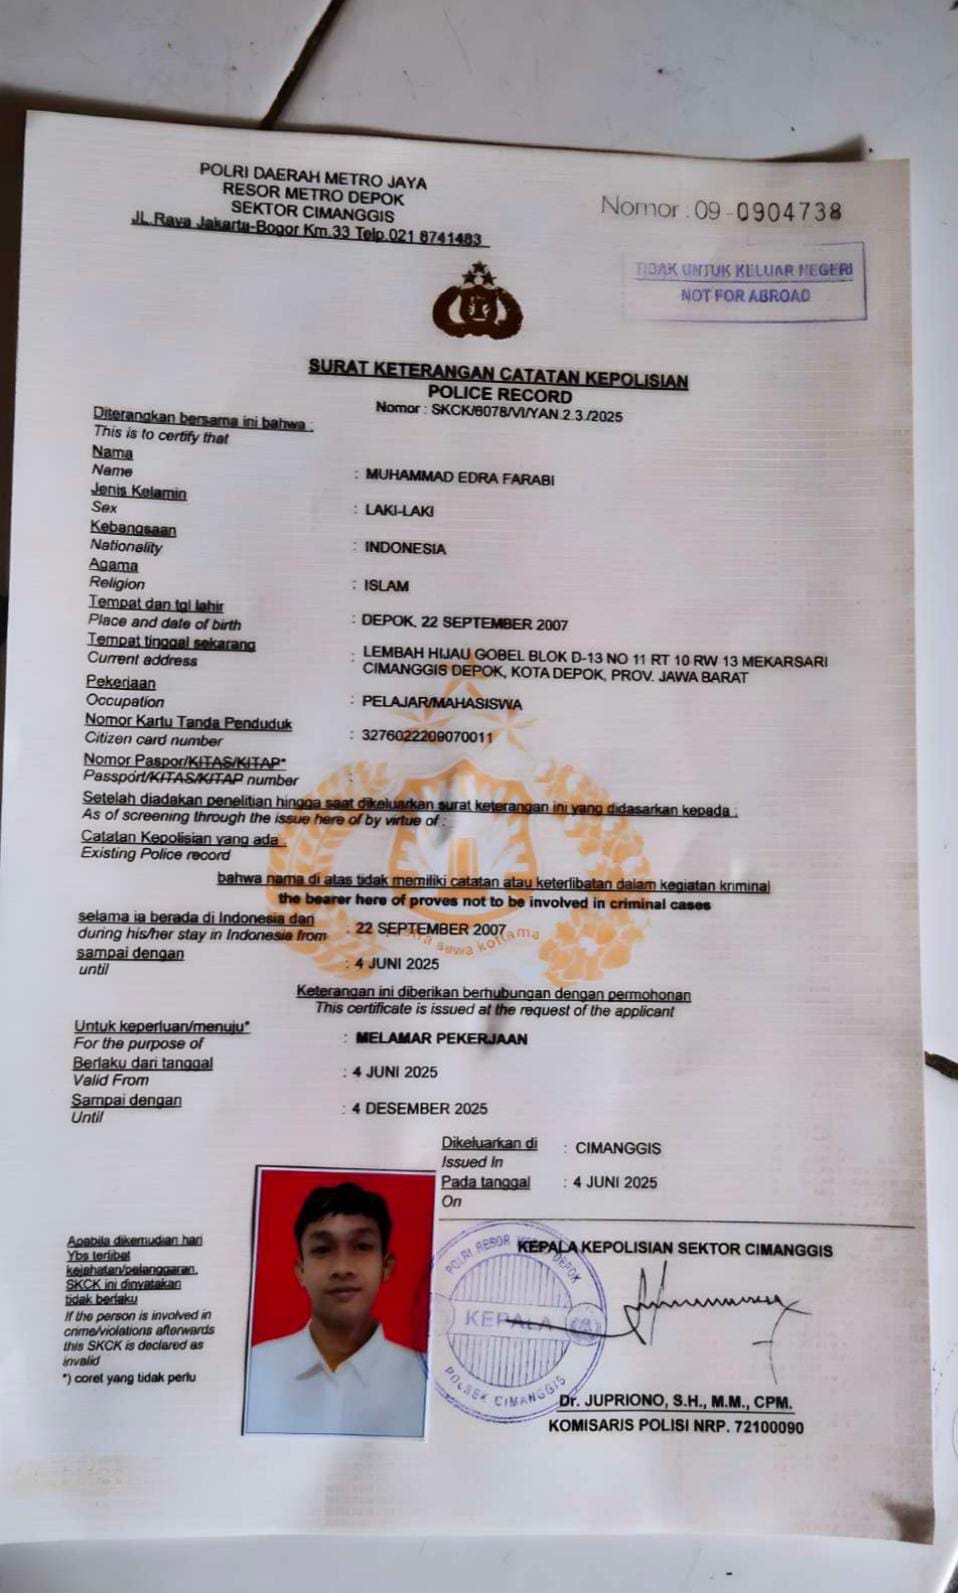 POLRI DAERAH METRO JAYA
RESOR METRO DEPOK
SEKTOR CIMANGGIS
JL.Raya Jakarta-Bogor Km.33 Telp.021 8741483
Nomor : 09-0904738
TIDAK UNTUK KELUAR NEGERI
NOT FOR ABROAD
SURAT KETERANGAN CATATAN KEPOLISIAN
POLICE RECORD
Nomor : SKCK/6078/VI/YAN.2.3./2025
Diterangkan bersama ini bahwa :
This is to certify that
Nama
Name : MUHAMMAD EDRA FARABI
Jenis Kelamin
Sex : LAKI-LAKI
Kebangsaan
Nationality : INDONESIA
Agama
Religion : ISLAM
Tempat dan tgl lahir
Place and date of birth : DEPOK, 22 SEPTEMBER 2007
Tempat tinggal sekarang
Current address : LEMBAH HIJAU GOBEL BLOK D-13 NO 11 RT 10 RW 13 MEKARSARI
CIMANGGIS DEPOK, KOTA DEPOK, PROV. JAWA BARAT
Pekerjaan
Occupation : PELAJAR/MAHASISWA
Nomor Kartu Tanda Penduduk
Citizen card number : 3276022209070011
Nomor Paspor/KITAS/KITAP*
Passport/KITAS/KITAP number :
Setelah diadakan penelitian hingga saat dikeluarkan surat keterangan ini yang didasarkan kepada :
As of screening through the issue here of by virtue of :
Catatan Kepolisian yang ada :
Existing Police record
bahwa nama di atas tidak memiliki catatan atau keterlibatan dalam kegiatan kriminal
the bearer here of proves not to be involved in criminal cases
selama ia berada di Indonesia dari
during his/her stay in Indonesia from : 22 SEPTEMBER 2007
sampai dengan
until : 4 JUNI 2025
Keterangan ini diberikan berhubungan dengan permohonan
This certificate is issued at the request of the applicant
Untuk keperluan/menuju*
For the purpose of : MELAMAR PEKERJAAN
Berlaku dari tanggal
Valid From : 4 JUNI 2025
Sampai dengan
Until : 4 DESEMBER 2025
Dikeluarkan di : CIMANGGIS
Issued In
Pada tanggal : 4 JUNI 2025
On
Apabila dikemudian hari
Ybs terlibat
kejahatan/pelanggaran,
SKCK ini dinyatakan
tidak berlaku
If the person is involved in
crime/violations afterwards
this SKCK is declared as
invalid
*) coret yang tidak perlu
KEPALA KEPOLISIAN SEKTOR CIMANGGIS
POLRI RESOR METRO DEPOK
KEPALA
POLSEK CIMANGGIS
Dr. JUPRIONO, S.H., M.M., CPM.
KOMISARIS POLISI NRP. 72100090